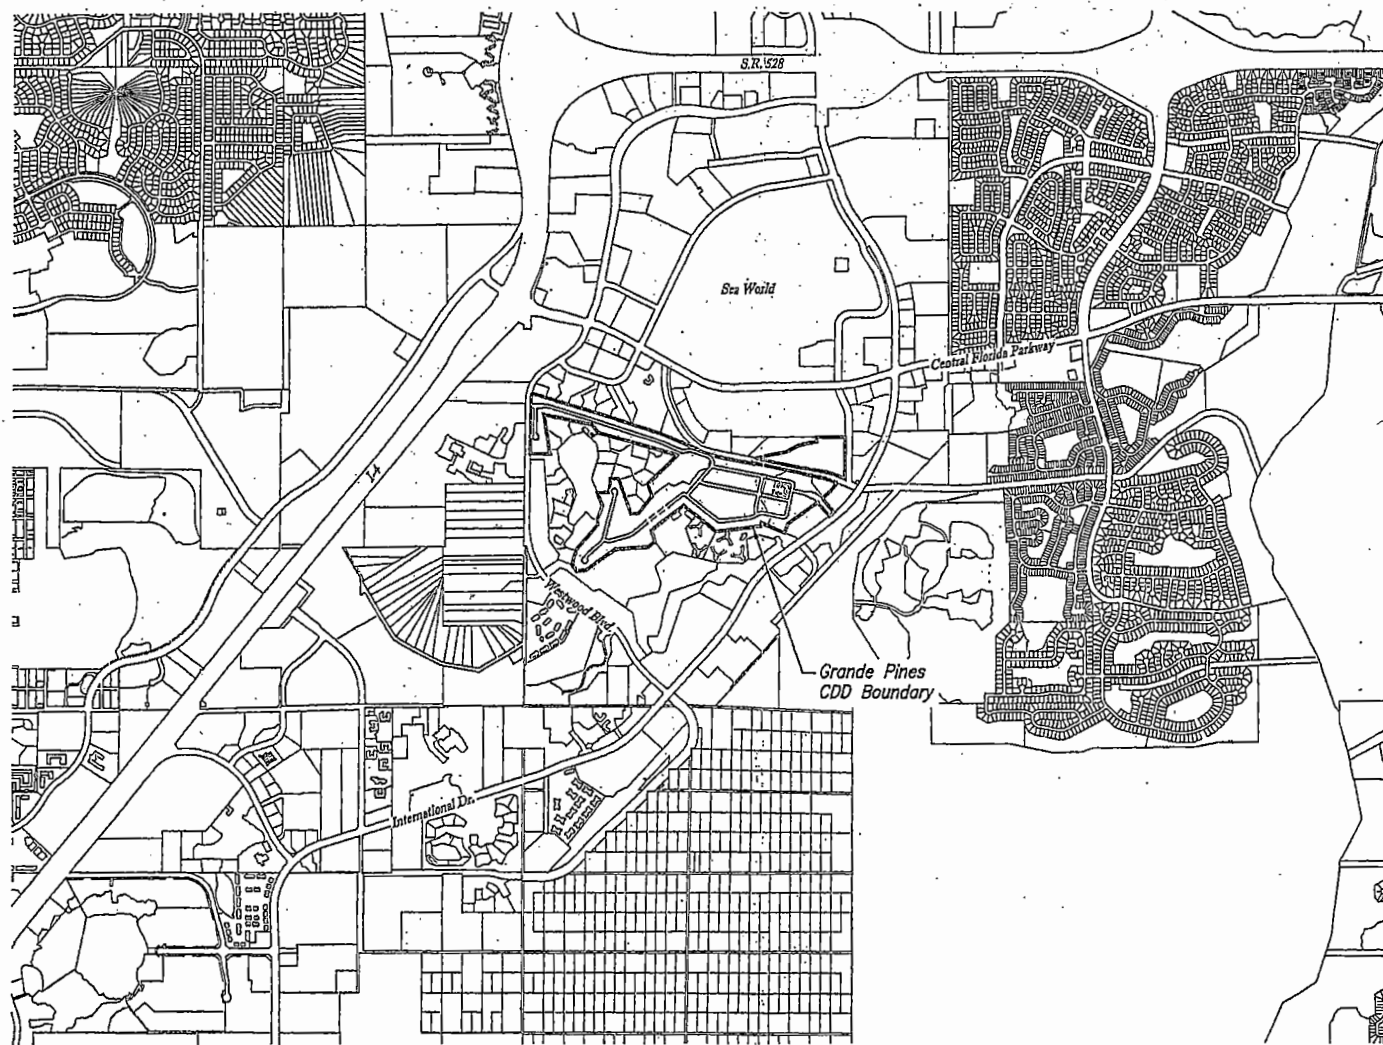 S.R. 528
Sea World
Central Florida Parkway
I-4
Westwood Blvd.
Grande Pines
CDD Boundary
International Dr.